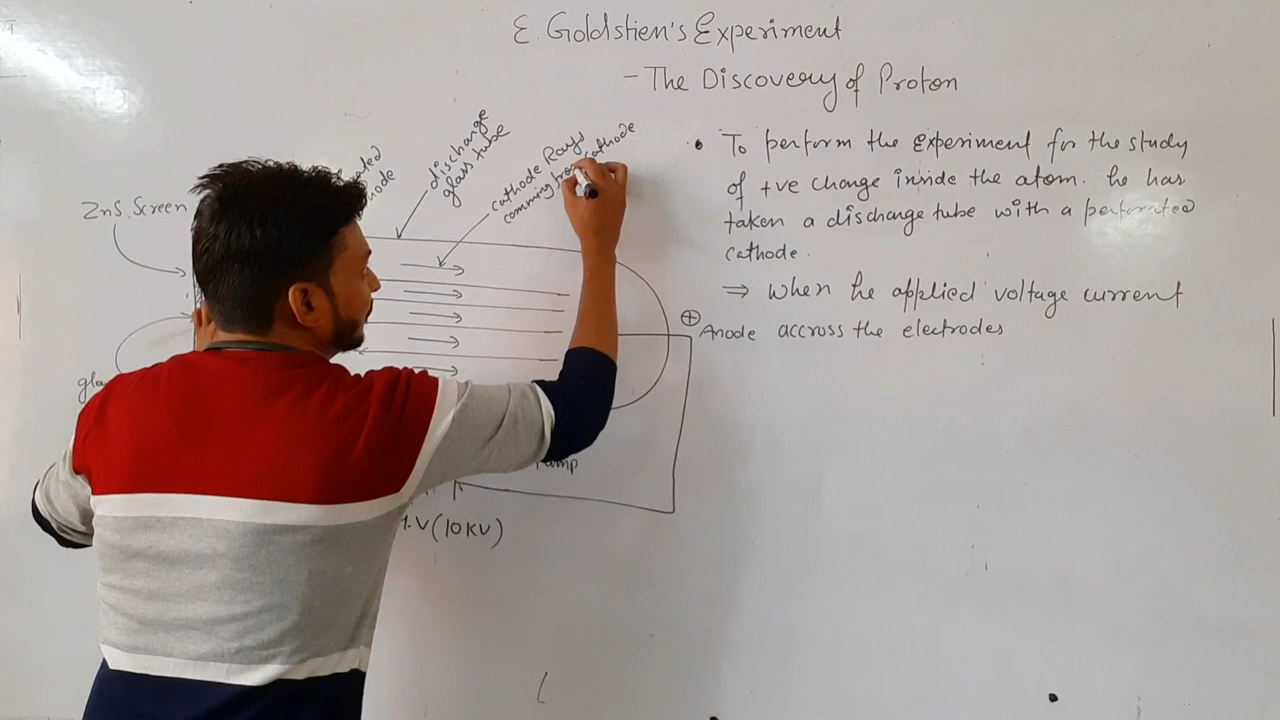 E. Goldstien's Experiment
- The Discovery of Proton
ZnS. Screen
discharge
glass tube
cathode Rays
comming from cathode
• To perform the Experiment for the study
of +ve change inside the atom. he has
taken a discharge tube with a perforated
cathode.
⇒ when he applied voltage current
accross the electrodes
⊕
Anode
(10KV)